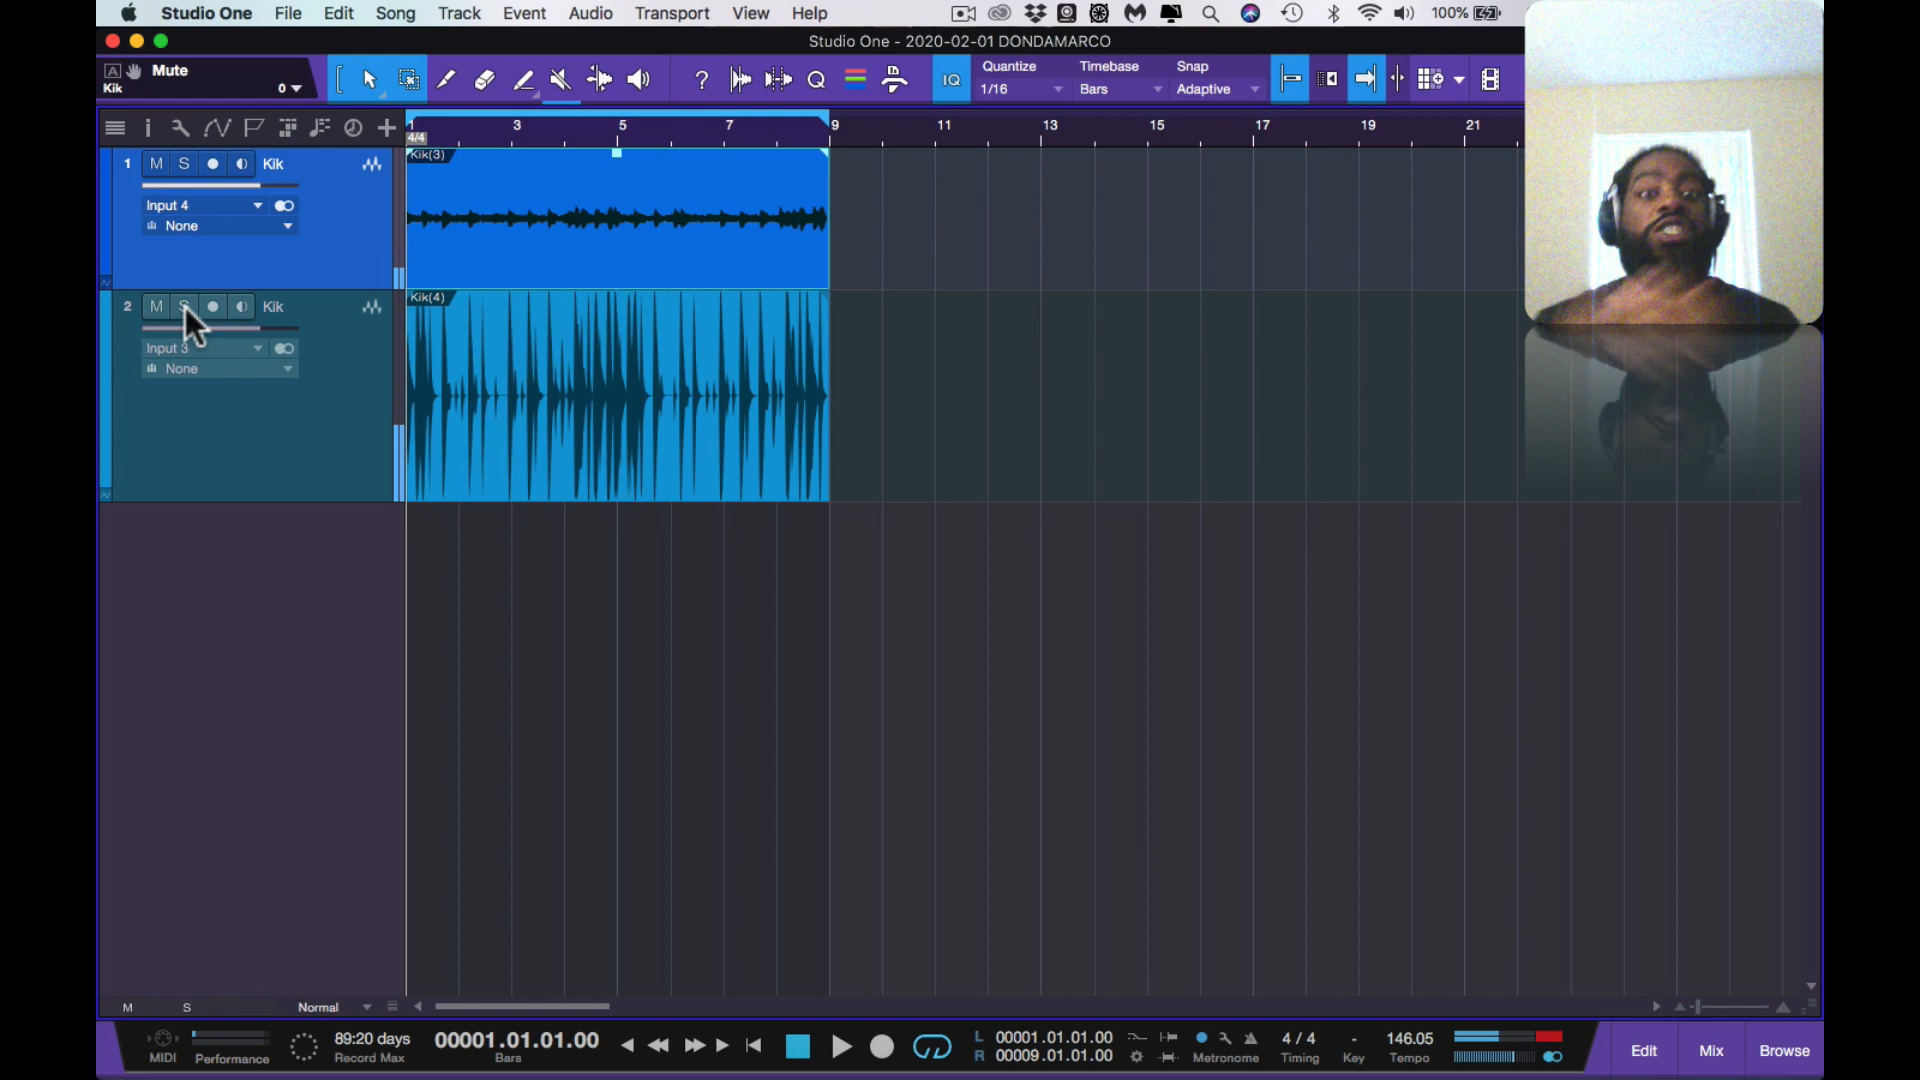 Studio One File Edit Song Track Event Audio Transport View Help 100%
Studio One - 2020-02-01 DONDAMARCO
A Mute
Kik 0
? Q IQ
Quantize Timebase Snap
1/16 Bars Adaptive
1 3 5 7 9 11 13 15 17 19 21
4/4
1 M S Kik
Input 4
None
Kik(3)
2 M S Kik
Input 3
None
Kik(4)
M S Normal
MIDI Performance
89:20 days
Record Max
00001.01.01.00
Bars
L 00001.01.01.00
R 00009.01.01.00
Metronome
4 / 4
Timing
-
Key
146.05
Tempo
Edit Mix Browse